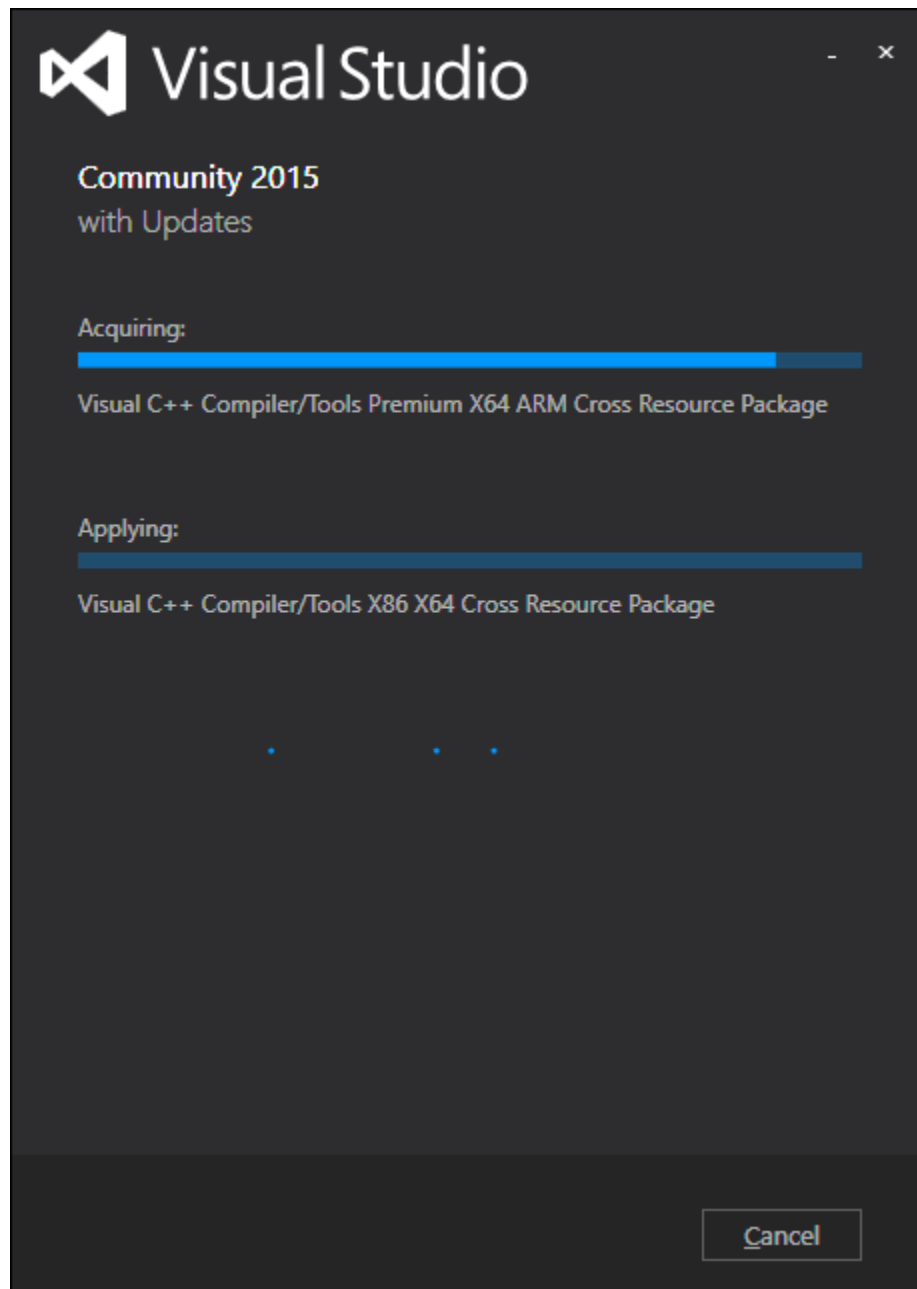 Visual Studio
Community 2015
with Updates
Acquiring:
Visual C++ Compiler/Tools Premium X64 ARM Cross Resource Package
Applying:
Visual C++ Compiler/Tools X86 X64 Cross Resource Package
Cancel